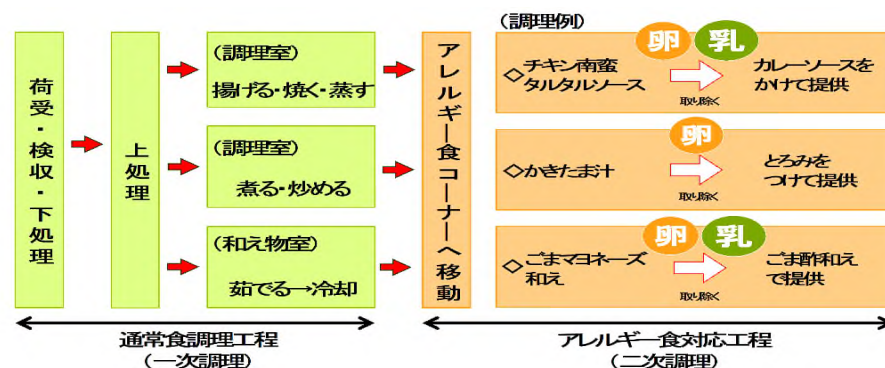 荷受・検収・下処理
上処理
(調理室)
揚げる・焼く・蒸す
(調理室)
煮る・炒める
(和え物室)
茹でる→冷却
アレルギー食コーナーへ移動
(調理例)
卵 乳
◇チキン南蛮
タルタルソース
取り除く
カレーソースを
かけて提供
卵
◇かきたま汁
取り除く
とろみを
つけて提供
卵 乳
◇ごまマヨネーズ
和え
取り除く
ごま酢和え
で提供
通常食調理工程
(一次調理)
アレルギー食対応工程
(二次調理)